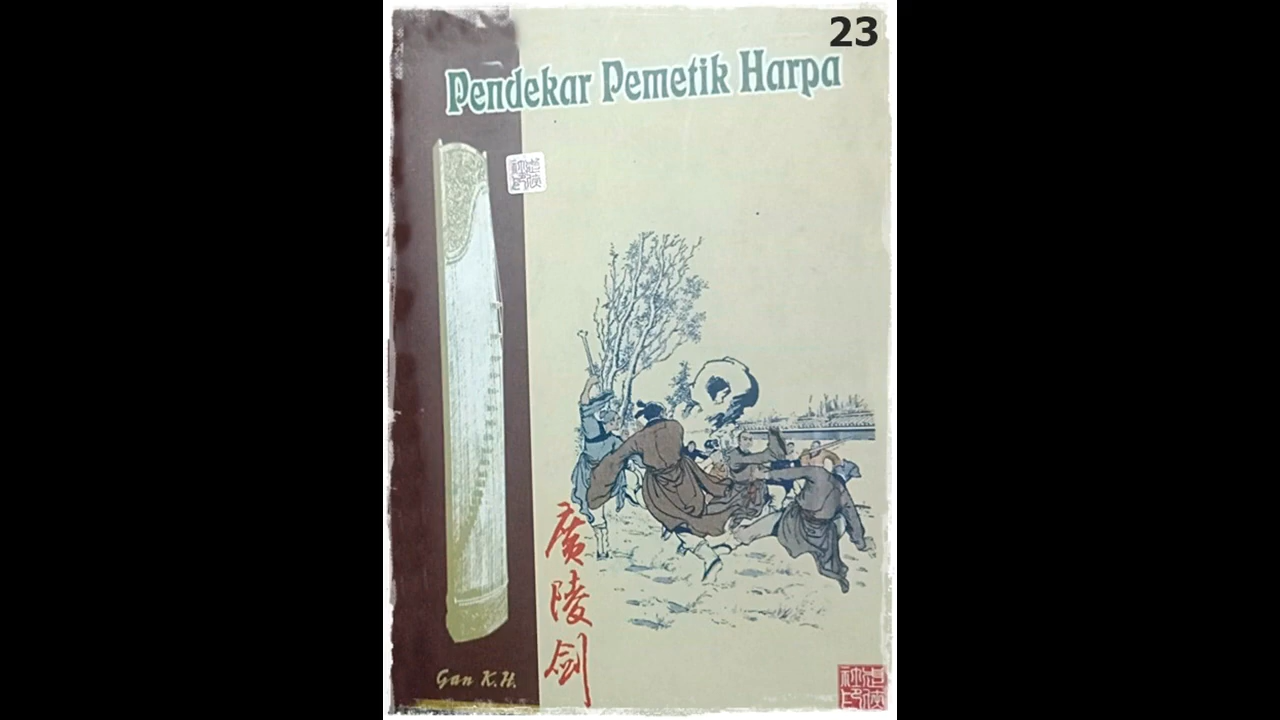 23
Pendekar Pemetik Harpa
廣陵劍
Gan K.H.